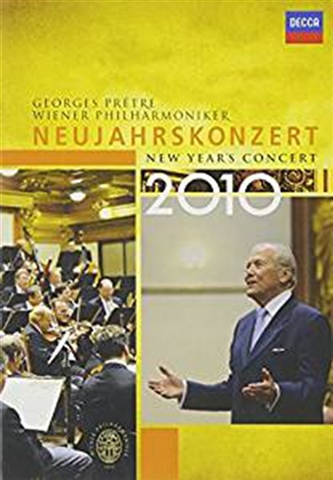 DECCA
GEORGES PRÊTRE
WIENER PHILHARMONIKER
NEUJAHRSKONZERT
NEW YEAR'S CONCERT
2010